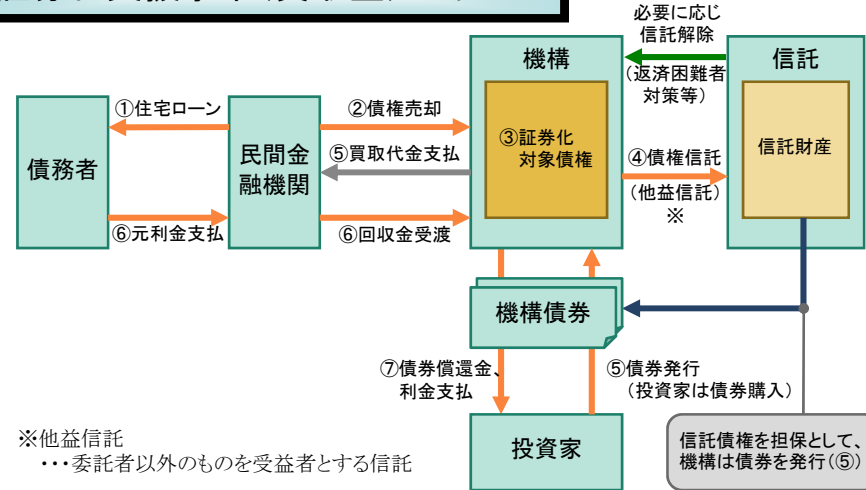 必要に応じ
信託解除
(返済困難者
対策等)
機構
信託
①住宅ローン
②債権売却
③証券化
対象債権
信託財産
債務者
民間金
融機関
⑤買取代金支払
④債権信託
(他益信託)
※
⑥元利金支払
⑥回収金受渡
機構債券
⑦債券償還金、
利金支払
⑤債券発行
(投資家は債券購入)
投資家
信託債権を担保として、
機構は債券を発行(⑤)
※他益信託
・・・委託者以外のものを受益者とする信託